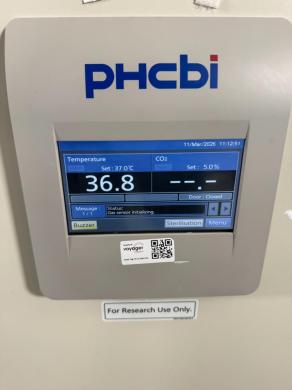 PHCbi
11/Mar/2026 11:12:51
Temperature
Set : 37.0℃
36.8
CO2
Set : 5.0 %
--.-
Door : Closed
Message :
1 / 1
Status
Gas sensor initializing.
Buzzer
Sterilisation
Menu
voyager
For Research Use Only.